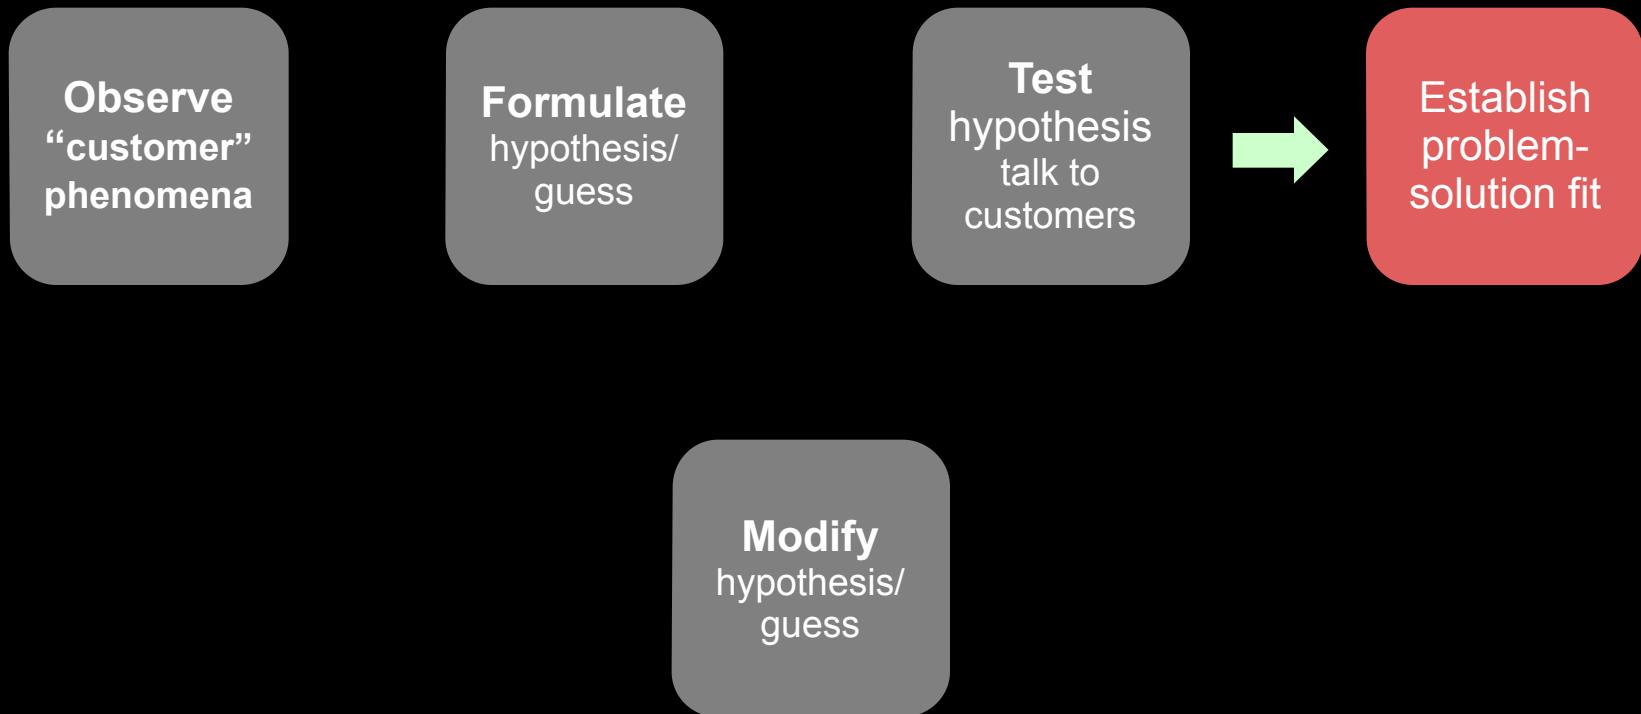 Observe
“customer”
phenomena
Formulate
hypothesis/
guess
Test
hypothesis
talk to
customers
Establish
problem-
solution fit
Modify
hypothesis/
guess